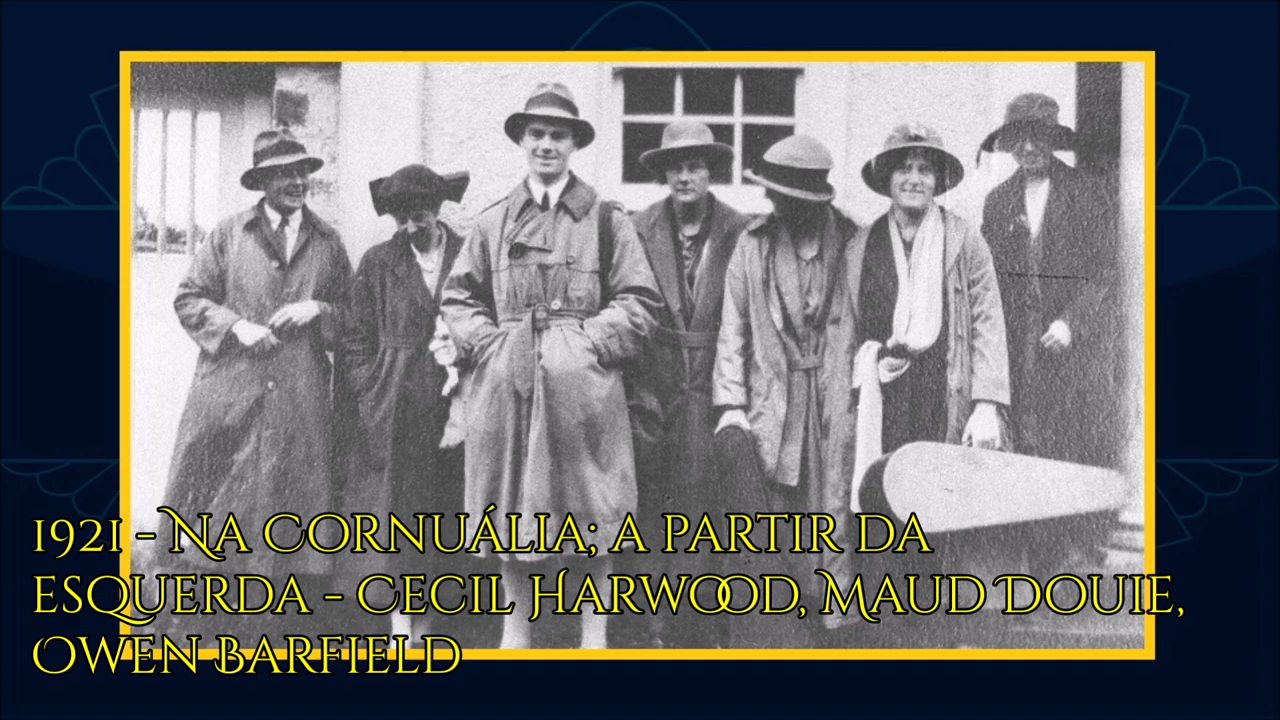 1921 - Na Cornuália; a partir da
esquerda - Cecil Harwood, Maud Douie,
Owen Barfield